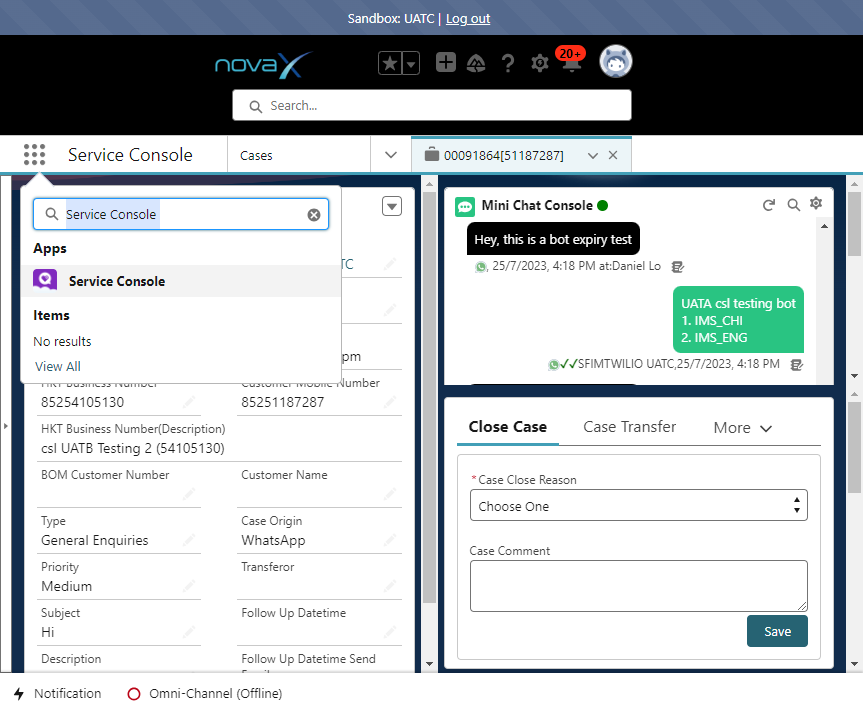 Sandbox: UATC | Log out
novaX
20+
Search...
Service Console
Cases
00091864[51187287]
Service Console
Apps
Service Console
Items
No results
View All
TC
pm
HKT Business Number
Customer Mobile Number
85254105130
85251187287
HKT Business Number(Description)
csl UATB Testing 2 (54105130)
BOM Customer Number
Customer Name
Type
Case Origin
General Enquiries
WhatsApp
Priority
Transferor
Medium
Subject
Follow Up Datetime
Hi
Description
Follow Up Datetime Send
Mini Chat Console
Hey, this is a bot expiry test
, 25/7/2023, 4:18 PM at:Daniel Lo
UATA csl testing bot
1. IMS_CHI
2. IMS_ENG
✓✓SFIMTWILIO UATC,25/7/2023, 4:18 PM
Close Case
Case Transfer
More
* Case Close Reason
Choose One
Case Comment
Save
Notification
Omni-Channel (Offline)